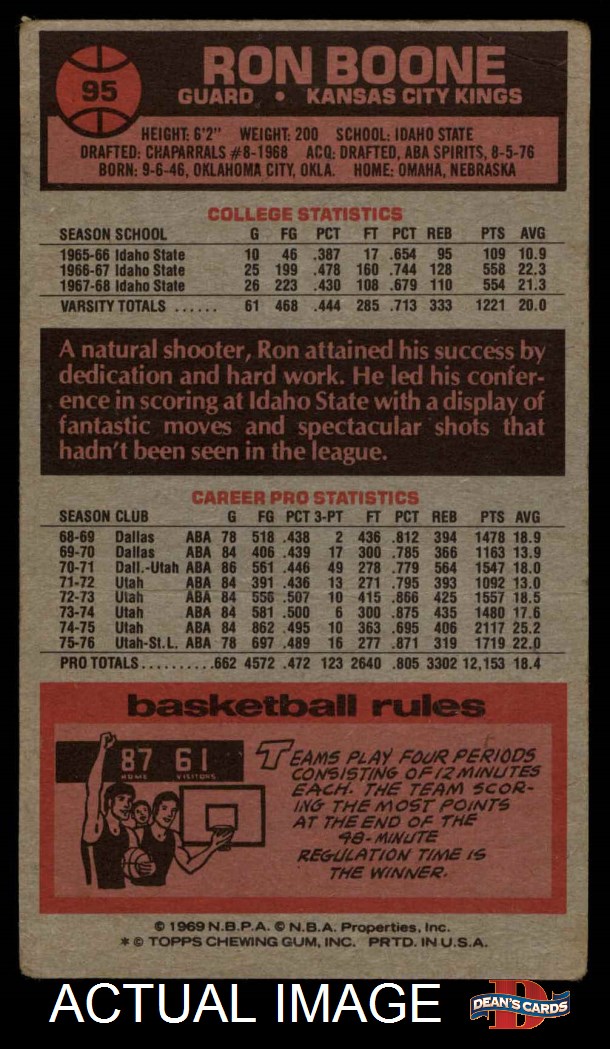 95
RON BOONE
GUARD • KANSAS CITY KINGS
HEIGHT: 6'2" WEIGHT: 200 SCHOOL: IDAHO STATE
DRAFTED: CHAPARRALS #8-1968 ACQ: DRAFTED, ABA SPIRITS, 8-5-76
BORN: 9-6-46, OKLAHOMA CITY, OKLA. HOME: OMAHA, NEBRASKA
COLLEGE STATISTICS
SEASON SCHOOL G FG PCT FT PCT REB PTS AVG
1965-66 Idaho State 10 46 .387 17 .654 95 109 10.9
1966-67 Idaho State 25 199 .478 160 .744 128 558 22.3
1967-68 Idaho State 26 223 .430 108 .679 110 554 21.3
VARSITY TOTALS ...... 61 468 .444 285 .713 333 1221 20.0
A natural shooter, Ron attained his success by
dedication and hard work. He led his confer-
ence in scoring at Idaho State with a display of
fantastic moves and spectacular shots that
hadn't been seen in the league.
CAREER PRO STATISTICS
SEASON CLUB G FG PCT 3-PT FT PCT REB PTS AVG
68-69 Dallas ABA 78 518 .438 2 436 .812 394 1478 18.9
69-70 Dallas ABA 84 406 .439 17 300 .785 366 1163 13.9
70-71 Dall.-Utah ABA 86 561 .446 49 278 .779 564 1547 18.0
71-72 Utah ABA 84 391 .436 13 271 .795 393 1092 13.0
72-73 Utah ABA 84 556 .507 10 415 .866 425 1557 18.5
73-74 Utah ABA 84 581 .500 6 300 .875 435 1480 17.6
74-75 Utah ABA 84 862 .495 10 363 .695 406 2117 25.2
75-76 Utah-St.L. ABA 78 697 .489 16 277 .871 319 1719 22.0
PRO TOTALS..........662 4572 .472 123 2640 .805 3302 12,153 18.4
basketball rules
87 61
HOME VISITORS
TEAMS PLAY FOUR PERIODS
CONSISTING OF 12 MINUTES
EACH. THE TEAM SCOR-
ING THE MOST POINTS
AT THE END OF THE
48-MINUTE
REGULATION TIME IS
THE WINNER.
© 1969 N.B.P.A. © N.B.A. Properties, Inc.
* © TOPPS CHEWING GUM, INC. PRTD. IN U.S.A.
ACTUAL IMAGE
D
DEAN'S CARDS